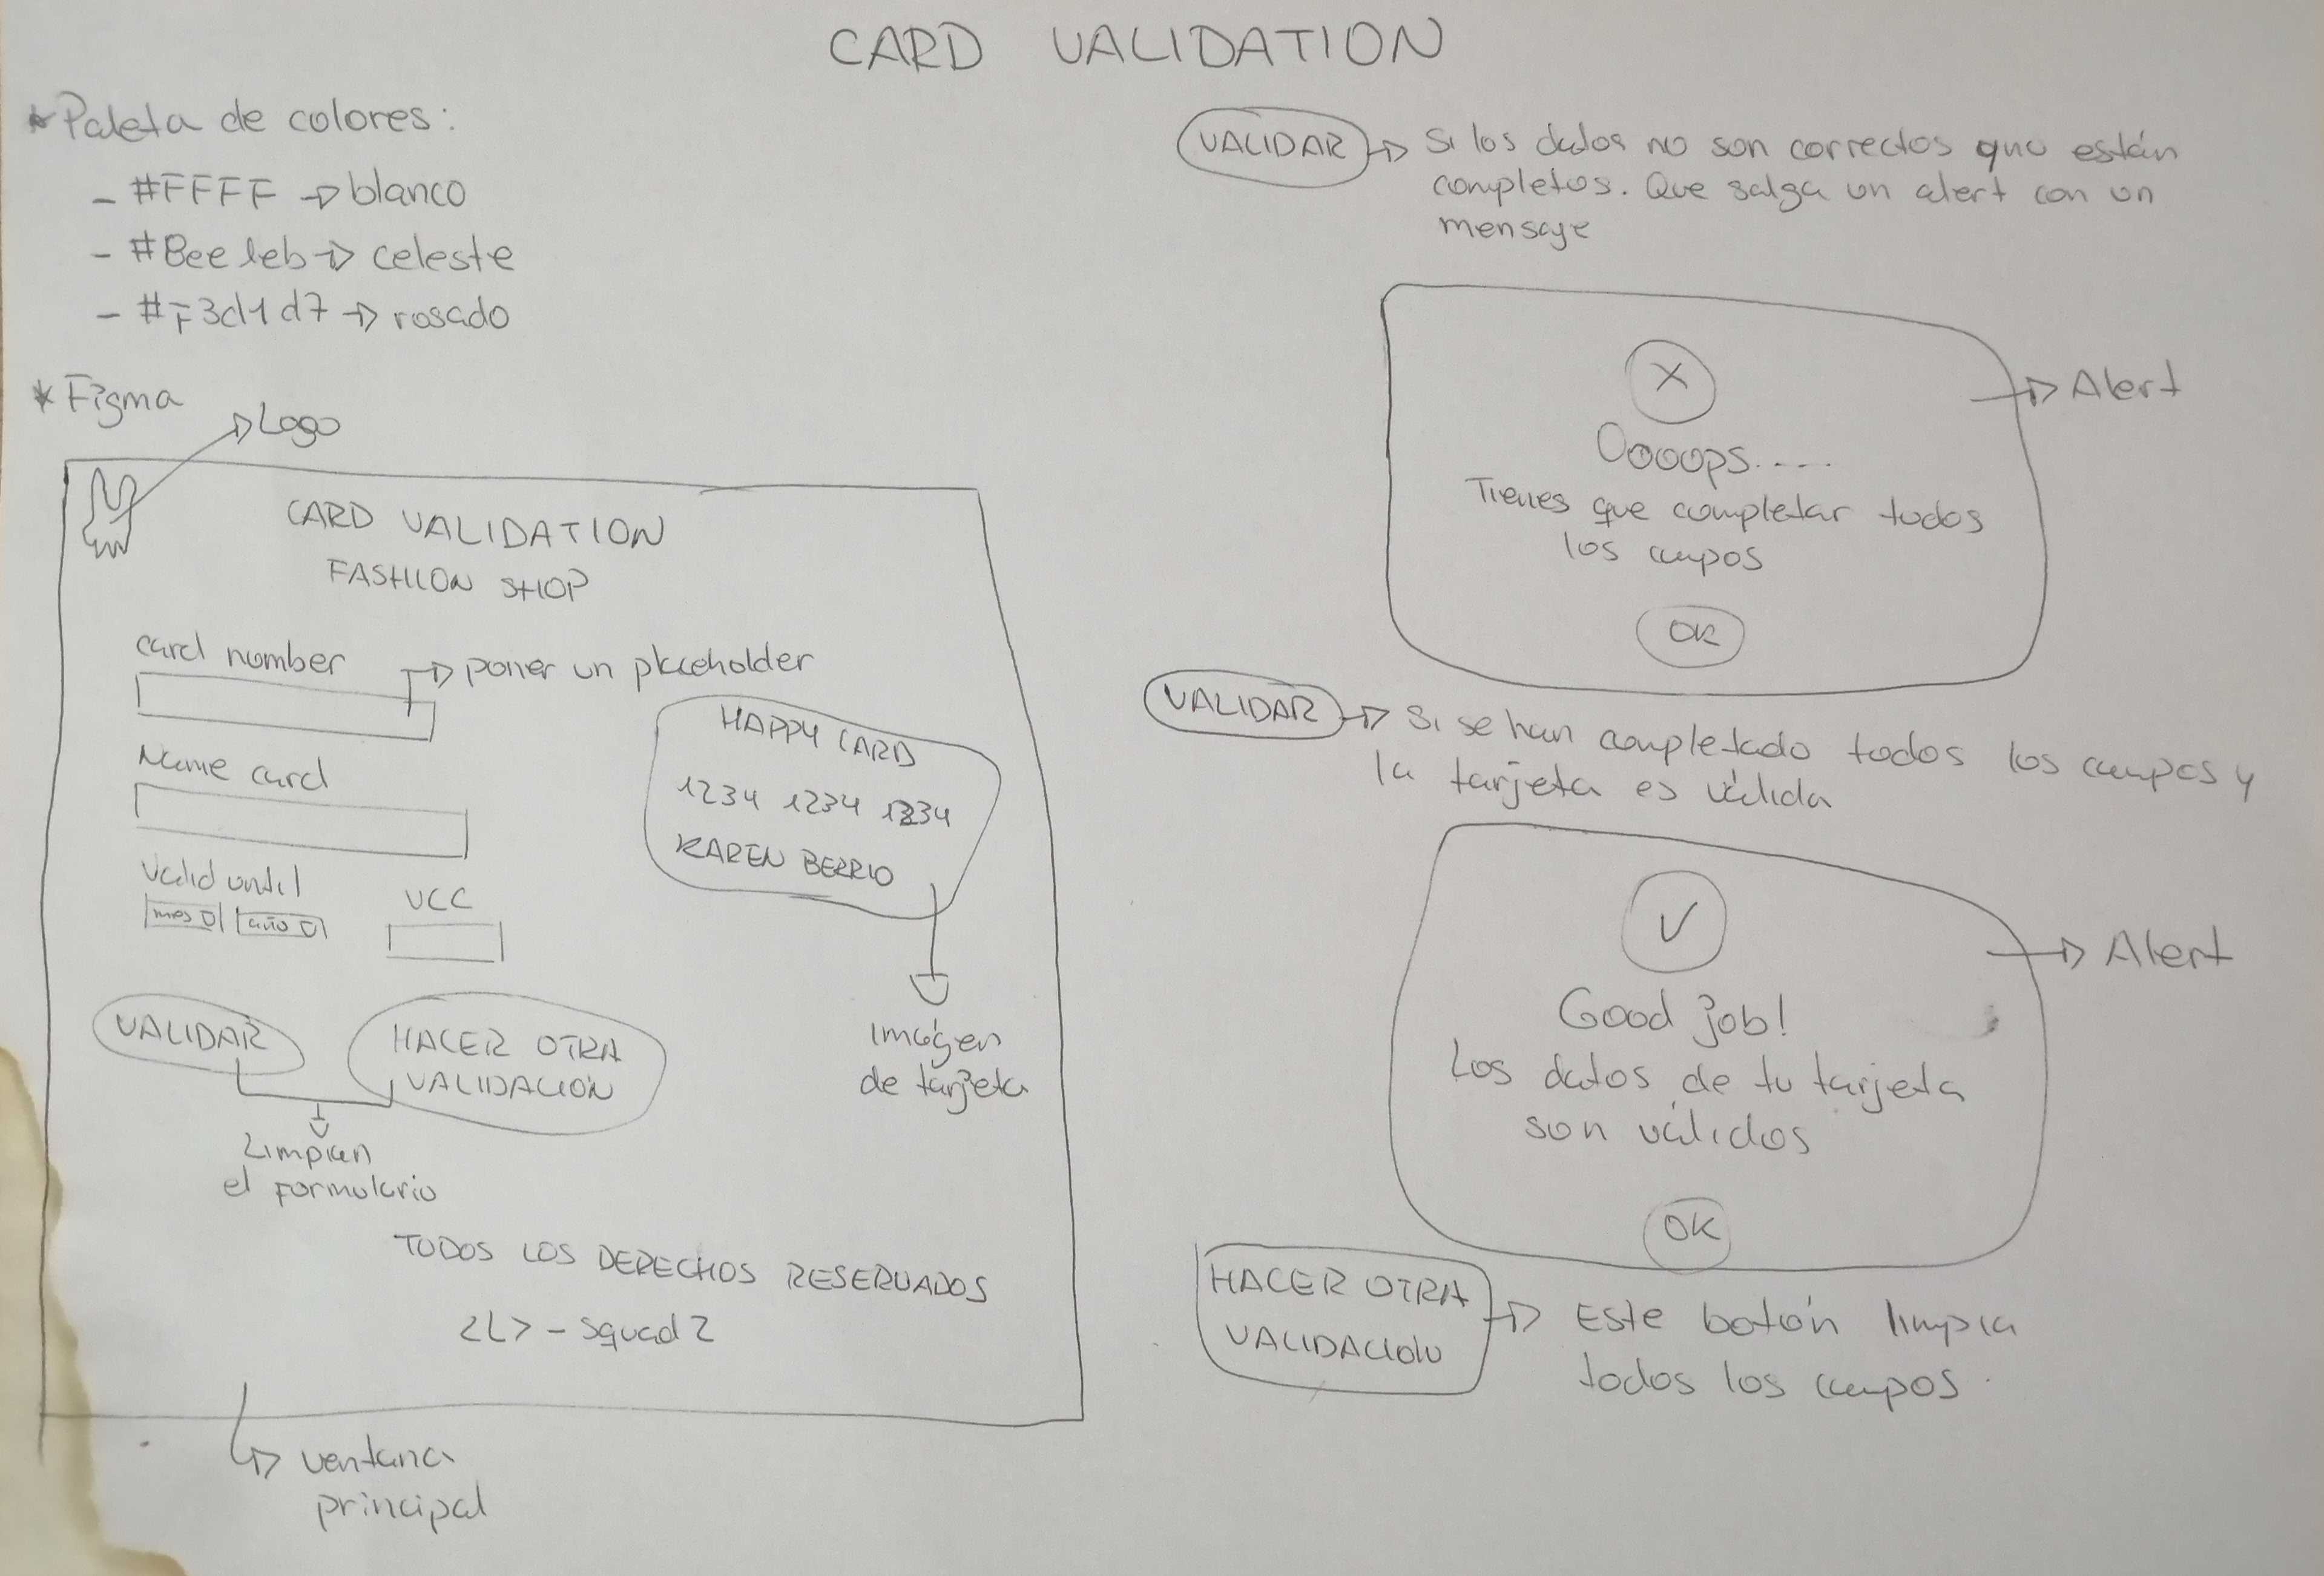 CARD VALIDATION
* Paleta de colores:
- #FFFF → blanco
- #Bee1eb → celeste
- #F3d1d7 → rosado
* Figma
Logo
CARD VALIDATION
FASHION SHOP
card number
poner un placeholder
Name card
Valid until
mes
año
VCC
HAPPY CARD
1234 1234 1234
KAREN BERRIO
Imágen
de tarjeta
VALIDAR
HACER OTRA
VALIDACIÓN
Limpian
el formulario
TODOS LOS DERECHOS RESERVADOS
<L> - Squad 2
ventana
principal
VALIDAR → Si los datos no son correctos q no están
completos. Que salga un alert con un
mensaje
X
Oooops.....
Tienes que completar todos
los campos
OK
Alert
VALIDAR → Si se han completado todos los campos y
la tarjeta es válida
Good job!
Los datos de tu tarjeta
son válidos
OK
Alert
HACER OTRA
VALIDACIÓN
→ Este botón limpia
todos los campos